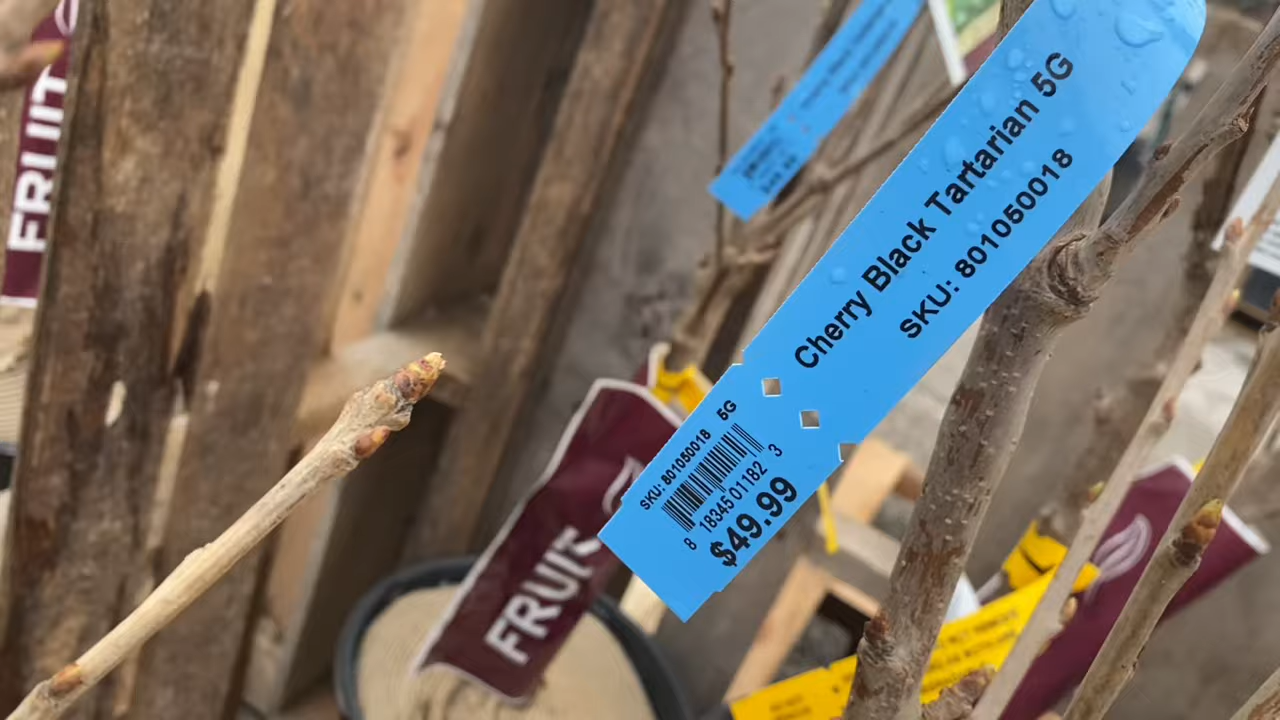 FRUIT
Cherry Black Tartarian 5G
SKU: 801050018
SKU: 801050018 5G
8 18345 01182 3
$49.99
FRUIT